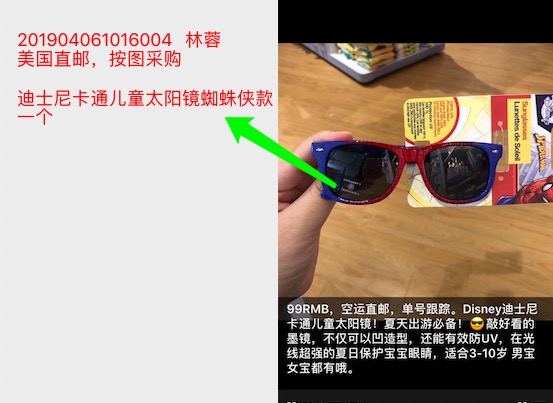 201904061016004 林蓉
美国直邮，按图采购
迪士尼卡通儿童太阳镜蜘蛛侠款
一个
Sunglasses
Lunettes de Soleil
99RMB，空运直邮，单号跟踪。Disney迪士尼
卡通儿童太阳镜！夏天出游必备！😎敲好看的
墨镜，不仅可以凹造型，还能有效防UV，在光
线超强的夏日保护宝宝眼睛，适合3-10岁 男宝
女宝都有哦。